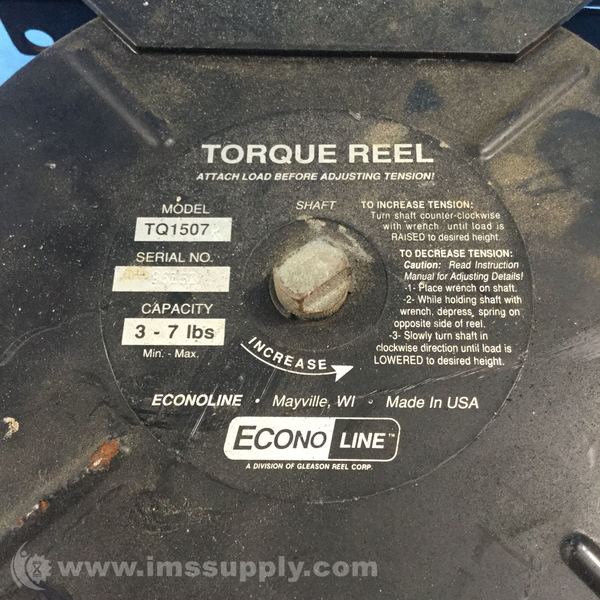 TORQUE REEL
ATTACH LOAD BEFORE ADJUSTING TENSION!
MODEL
TQ1507
SERIAL NO.
CAPACITY
3 - 7 lbs
Min. - Max.
SHAFT
INCREASE
TO INCREASE TENSION:
Turn shaft counter-clockwise
with wrench until load is
RAISED to desired height.
TO DECREASE TENSION:
Caution: Read Instruction
Manual for Adjusting Details!
-1- Place wrench on shaft.
-2- While holding shaft with
wrench, depress spring on
opposite side of reel.
-3- Slowly turn shaft in
clockwise direction until load is
LOWERED to desired height.
ECONOLINE • Mayville, WI • Made In USA
ECONO LINE™
A DIVISION OF GLEASON REEL CORP.
www.imssupply.com